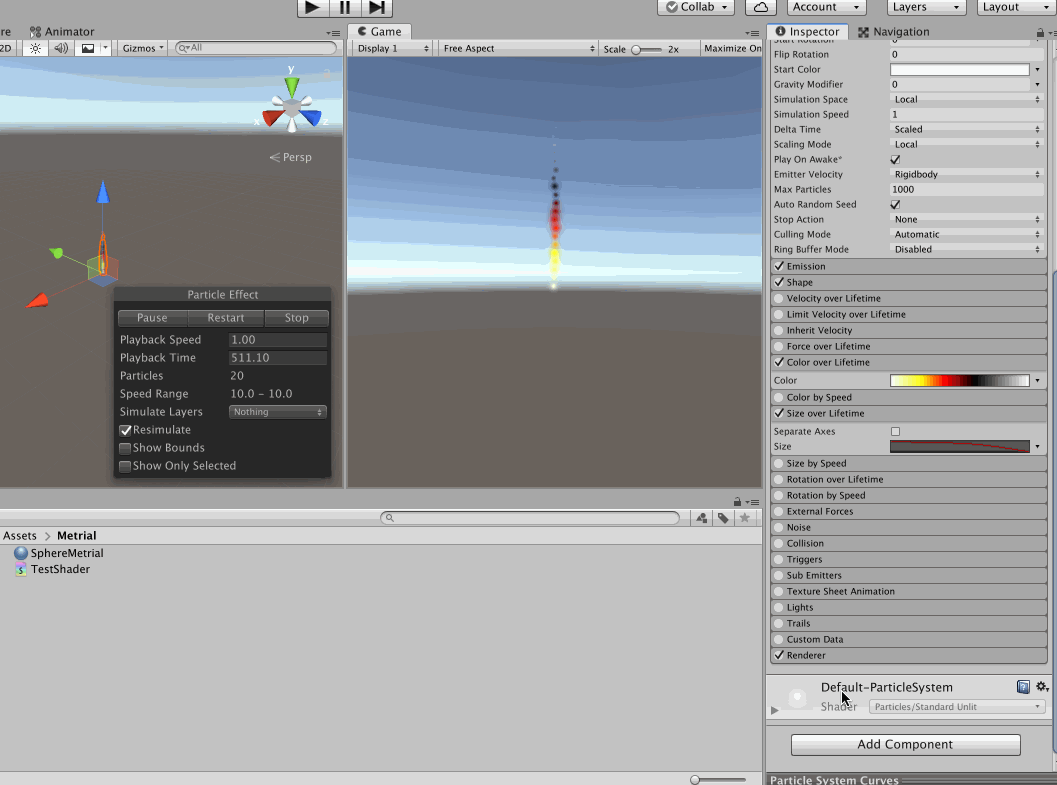 Collab
Account
Layers
Layout
re
Animator
2D
Gizmos
All
y
x
z
Persp
Particle Effect
Pause
Restart
Stop
Playback Speed 1.00
Playback Time 511.10
Particles 20
Speed Range 10.0 – 10.0
Simulate Layers Nothing
Resimulate
Show Bounds
Show Only Selected
Game
Display 1
Free Aspect
Scale 2x
Maximize On
Assets > Metrial
SphereMetrial
TestShader
Inspector
Navigation
Start Rotation 0
Flip Rotation 0
Start Color
Gravity Modifier 0
Simulation Space Local
Simulation Speed 1
Delta Time Scaled
Scaling Mode Local
Play On Awake*
Emitter Velocity Rigidbody
Max Particles 1000
Auto Random Seed
Stop Action None
Culling Mode Automatic
Ring Buffer Mode Disabled
Emission
Shape
Velocity over Lifetime
Limit Velocity over Lifetime
Inherit Velocity
Force over Lifetime
Color over Lifetime
Color
Color by Speed
Size over Lifetime
Separate Axes
Size
Size by Speed
Rotation over Lifetime
Rotation by Speed
External Forces
Noise
Collision
Triggers
Sub Emitters
Texture Sheet Animation
Lights
Trails
Custom Data
Renderer
Default-ParticleSystem
Shader Particles/Standard Unlit
Add Component
Particle System Curves